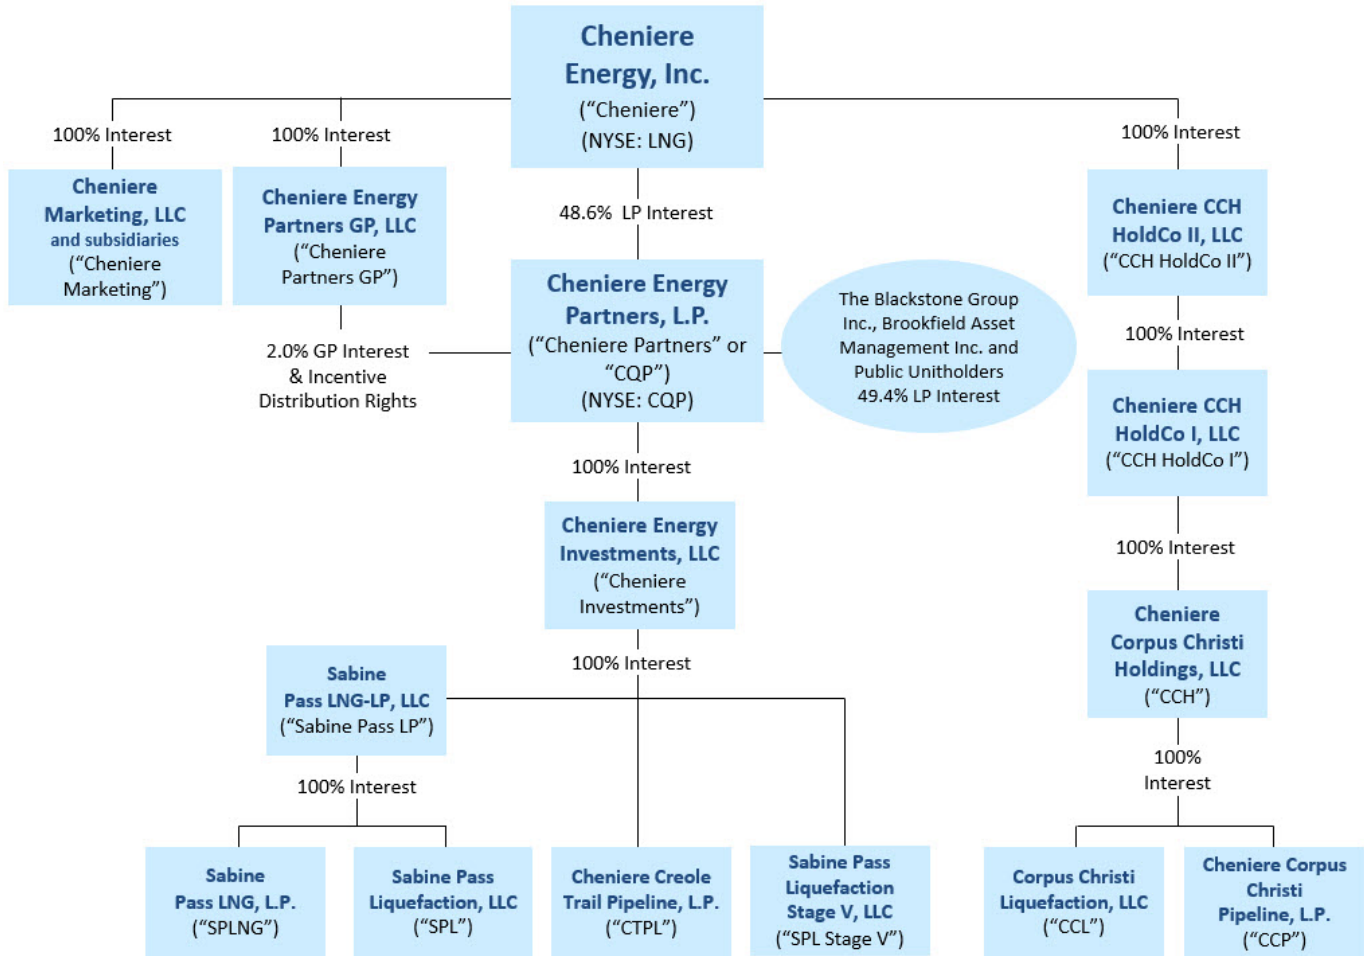 Cheniere
Energy, Inc.
(“Cheniere”)
(NYSE: LNG)
100% Interest
100% Interest
100% Interest
Cheniere
Marketing, LLC
and subsidiaries
(“Cheniere
Marketing”)
Cheniere Energy
Partners GP, LLC
(“Cheniere
Partners GP”)
48.6% LP Interest
Cheniere CCH
HoldCo II, LLC
(“CCH HoldCo II”)
2.0% GP Interest
& Incentive
Distribution Rights
Cheniere Energy
Partners, L.P.
(“Cheniere Partners” or
“CQP”)
(NYSE: CQP)
The Blackstone Group
Inc., Brookfield Asset
Management Inc. and
Public Unitholders
49.4% LP Interest
100% Interest
Cheniere CCH
HoldCo I, LLC
(“CCH HoldCo I”)
100% Interest
Cheniere Energy
Investments, LLC
(“Cheniere
Investments”)
100% Interest
Cheniere
Corpus Christi
Holdings, LLC
(“CCH”)
100% Interest
Sabine
Pass LNG-LP, LLC
(“Sabine Pass LP”)
100% Interest
100%
Interest
Sabine
Pass LNG, L.P.
(“SPLNG”)
Sabine Pass
Liquefaction, LLC
(“SPL”)
Cheniere Creole
Trail Pipeline, L.P.
(“CTPL”)
Sabine Pass
Liquefaction
Stage V, LLC
(“SPL Stage V”)
Corpus Christi
Liquefaction, LLC
(“CCL”)
Cheniere Corpus
Christi
Pipeline, L.P.
(“CCP”)